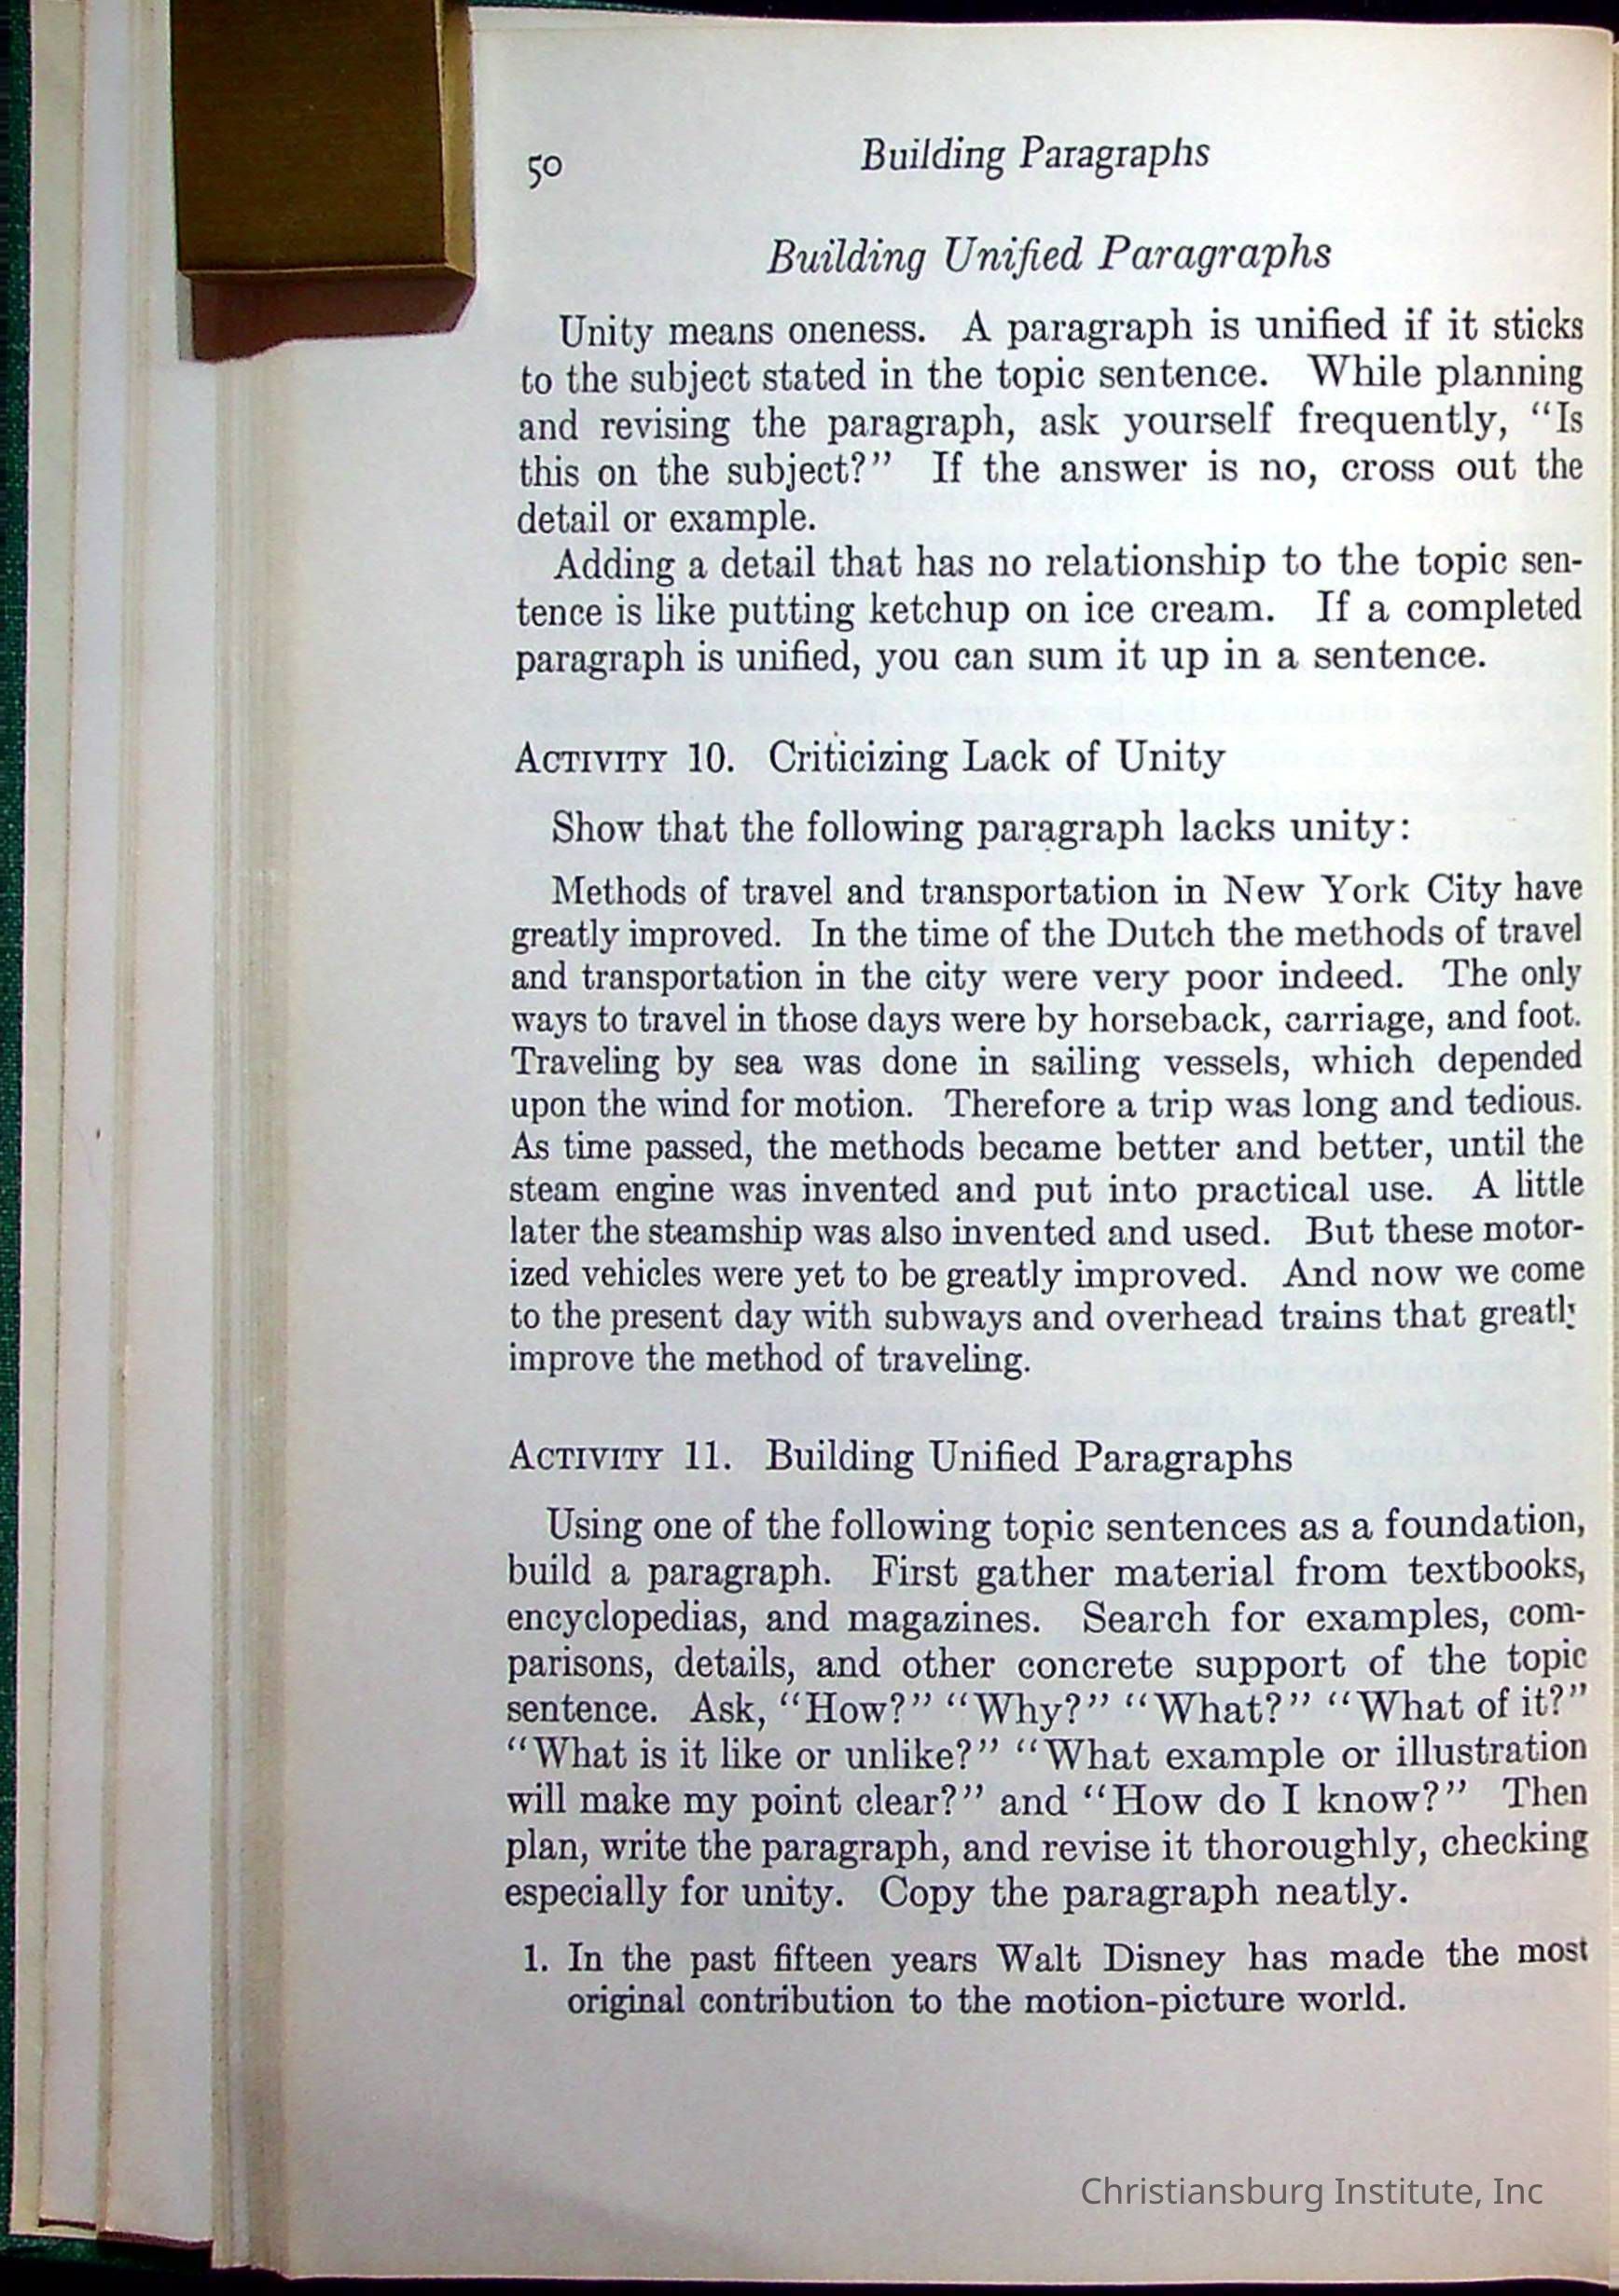 50
Building Paragraphs
Building Unified Paragraphs
Unity means oneness. A paragraph is unified if it sticks
to the subject stated in the topic sentence. While planning
and revising the paragraph, ask yourself frequently, “Is
this on the subject?” If the answer is no, cross out the
detail or example.
Adding a detail that has no relationship to the topic sen-
tence is like putting ketchup on ice cream. If a completed
paragraph is unified, you can sum it up in a sentence.
ACTIVITY 10. Criticizing Lack of Unity
Show that the following paragraph lacks unity:
Methods of travel and transportation in New York City have
greatly improved. In the time of the Dutch the methods of travel
and transportation in the city were very poor indeed. The only
ways to travel in those days were by horseback, carriage, and foot.
Traveling by sea was done in sailing vessels, which depended
upon the wind for motion. Therefore a trip was long and tedious.
As time passed, the methods became better and better, until the
steam engine was invented and put into practical use. A little
later the steamship was also invented and used. But these motor-
ized vehicles were yet to be greatly improved. And now we come
to the present day with subways and overhead trains that greatly
improve the method of traveling.
ACTIVITY 11. Building Unified Paragraphs
Using one of the following topic sentences as a foundation,
build a paragraph. First gather material from textbooks,
encyclopedias, and magazines. Search for examples, com-
parisons, details, and other concrete support of the topic
sentence. Ask, “How?” “Why?” “What?” “What of it?”
“What is it like or unlike?” “What example or illustration
will make my point clear?” and “How do I know?” Then
plan, write the paragraph, and revise it thoroughly, checking
especially for unity. Copy the paragraph neatly.
1. In the past fifteen years Walt Disney has made the most
original contribution to the motion-picture world.
Christiansburg Institute, Inc